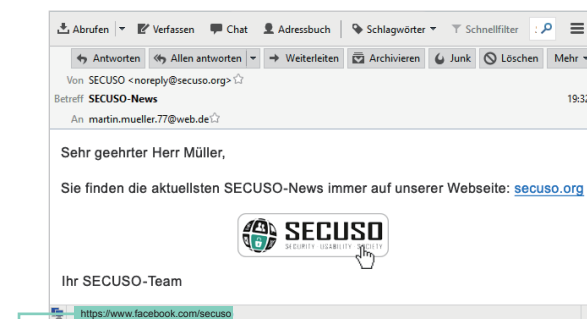 Abrufen Verfassen Chat Adressbuch Schlagwörter Schnellfilter
Antworten Allen antworten Weiterleiten Archivieren Junk Löschen Mehr
Von SECUSO <noreply@secuso.org>
Betreff SECUSO-News 19:32
An martin.mueller.77@web.de
Sehr geehrter Herr Müller,
Sie finden die aktuellsten SECUSO-News immer auf unserer Webseite: secuso.org
SECUSO
SECURITY USABILITY SOCIETY
Ihr SECUSO-Team
https://www.facebook.com/secuso